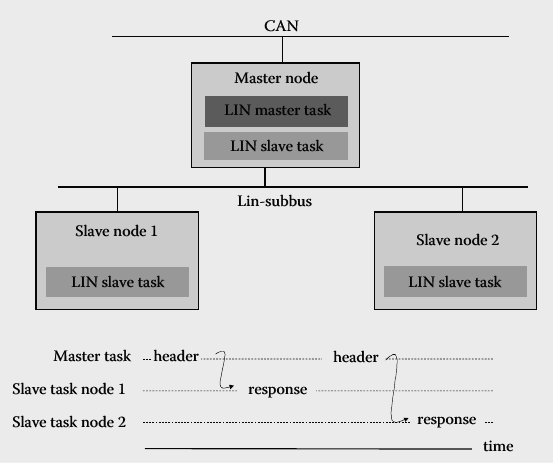 CAN
Master node
LIN master task
LIN slave task
Lin-subbus
Slave node 1
Slave node 2
LIN slave task
LIN slave task
Master task header header
Slave task node 1 response
Slave task node 2 response
time